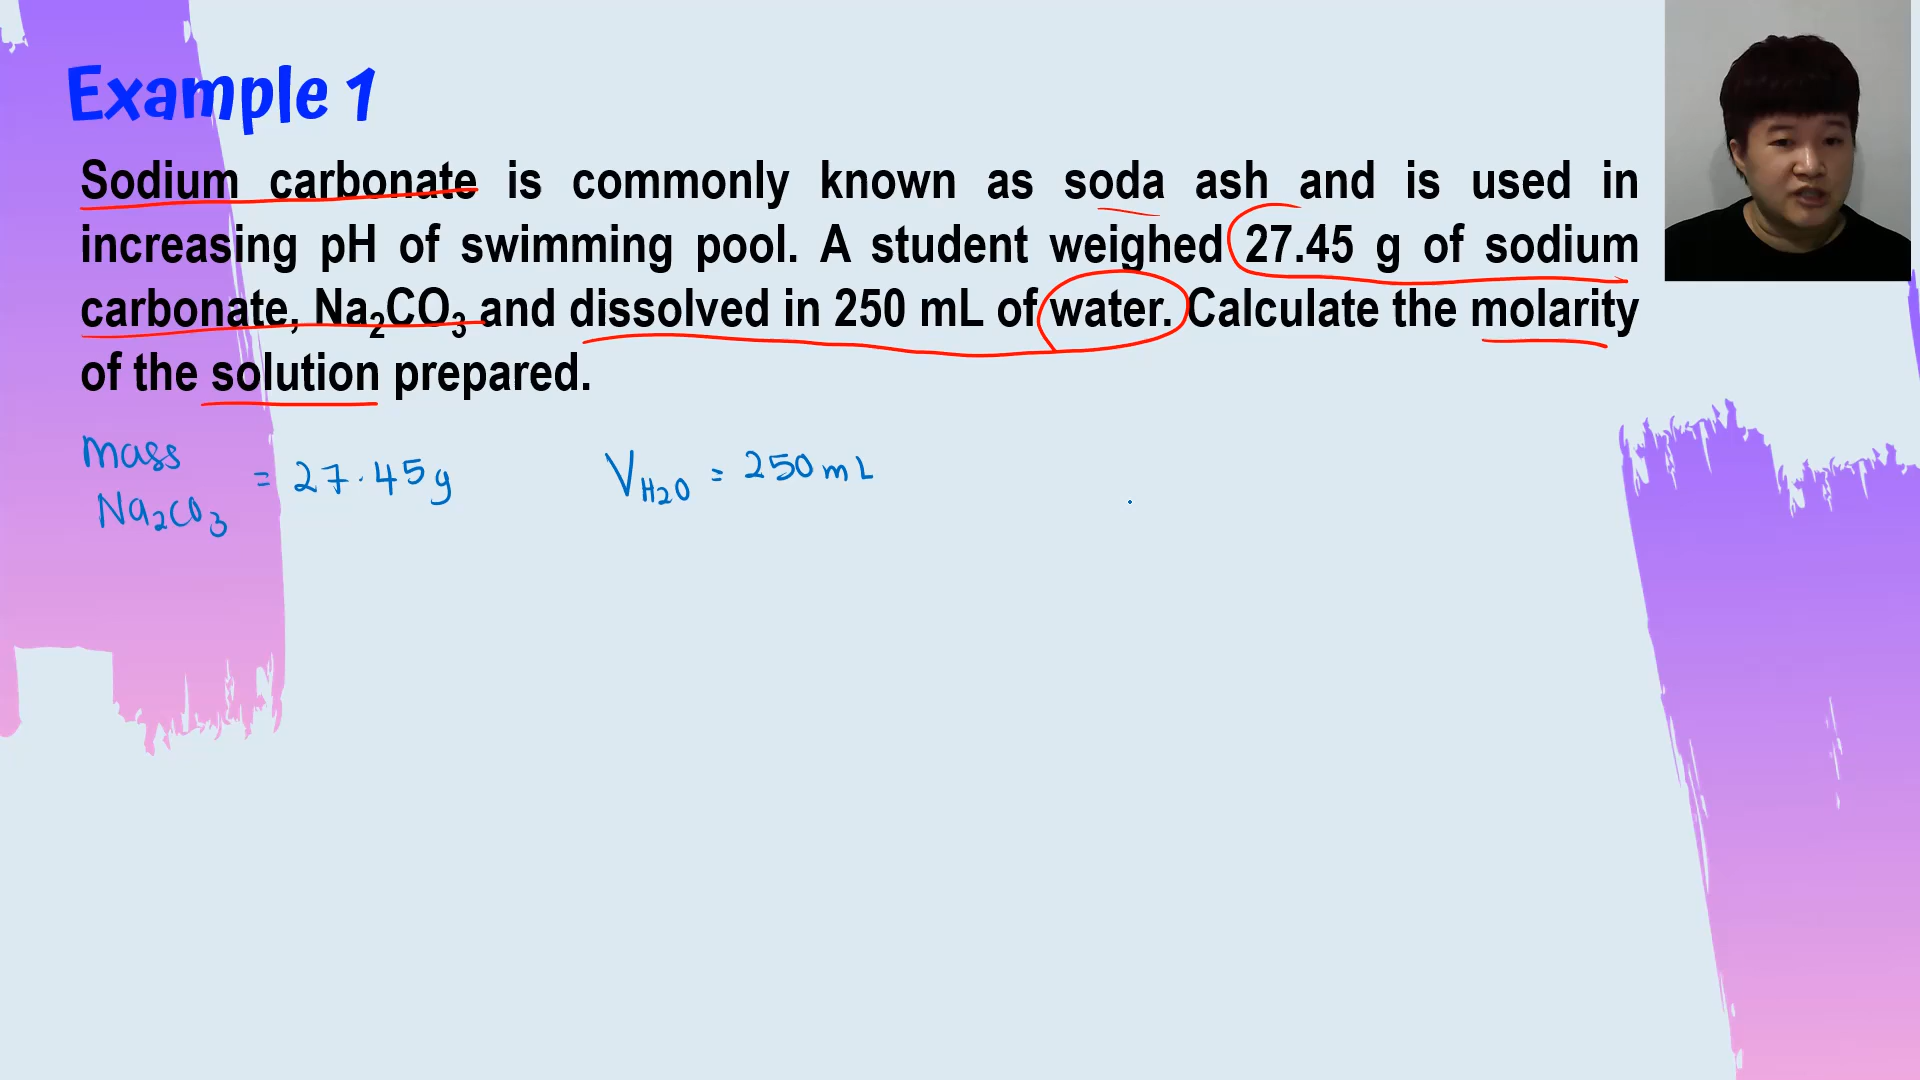 Example 1
Sodium carbonate is commonly known as soda ash and is used in
increasing pH of swimming pool. A student weighed 27.45 g of sodium
carbonate, Na₂CO₃ and dissolved in 250 mL of water. Calculate the molarity
of the solution prepared.
mass
Na₂CO₃ = 27.45g
V H₂O = 250 mL